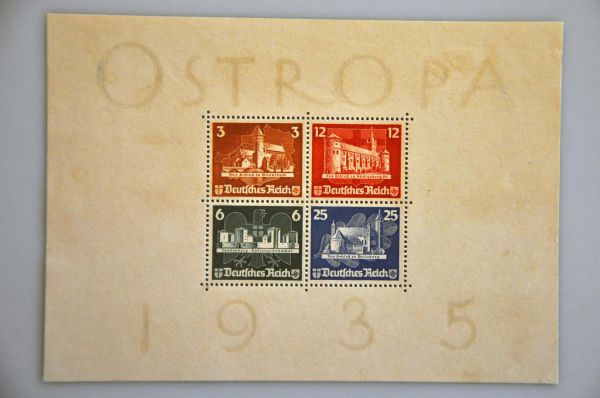 OSTROPA
3 3
Deutsches Reich
12 12
Deutsches Reich
6 6
Deutsches Reich
25 25
Deutsches Reich
1935